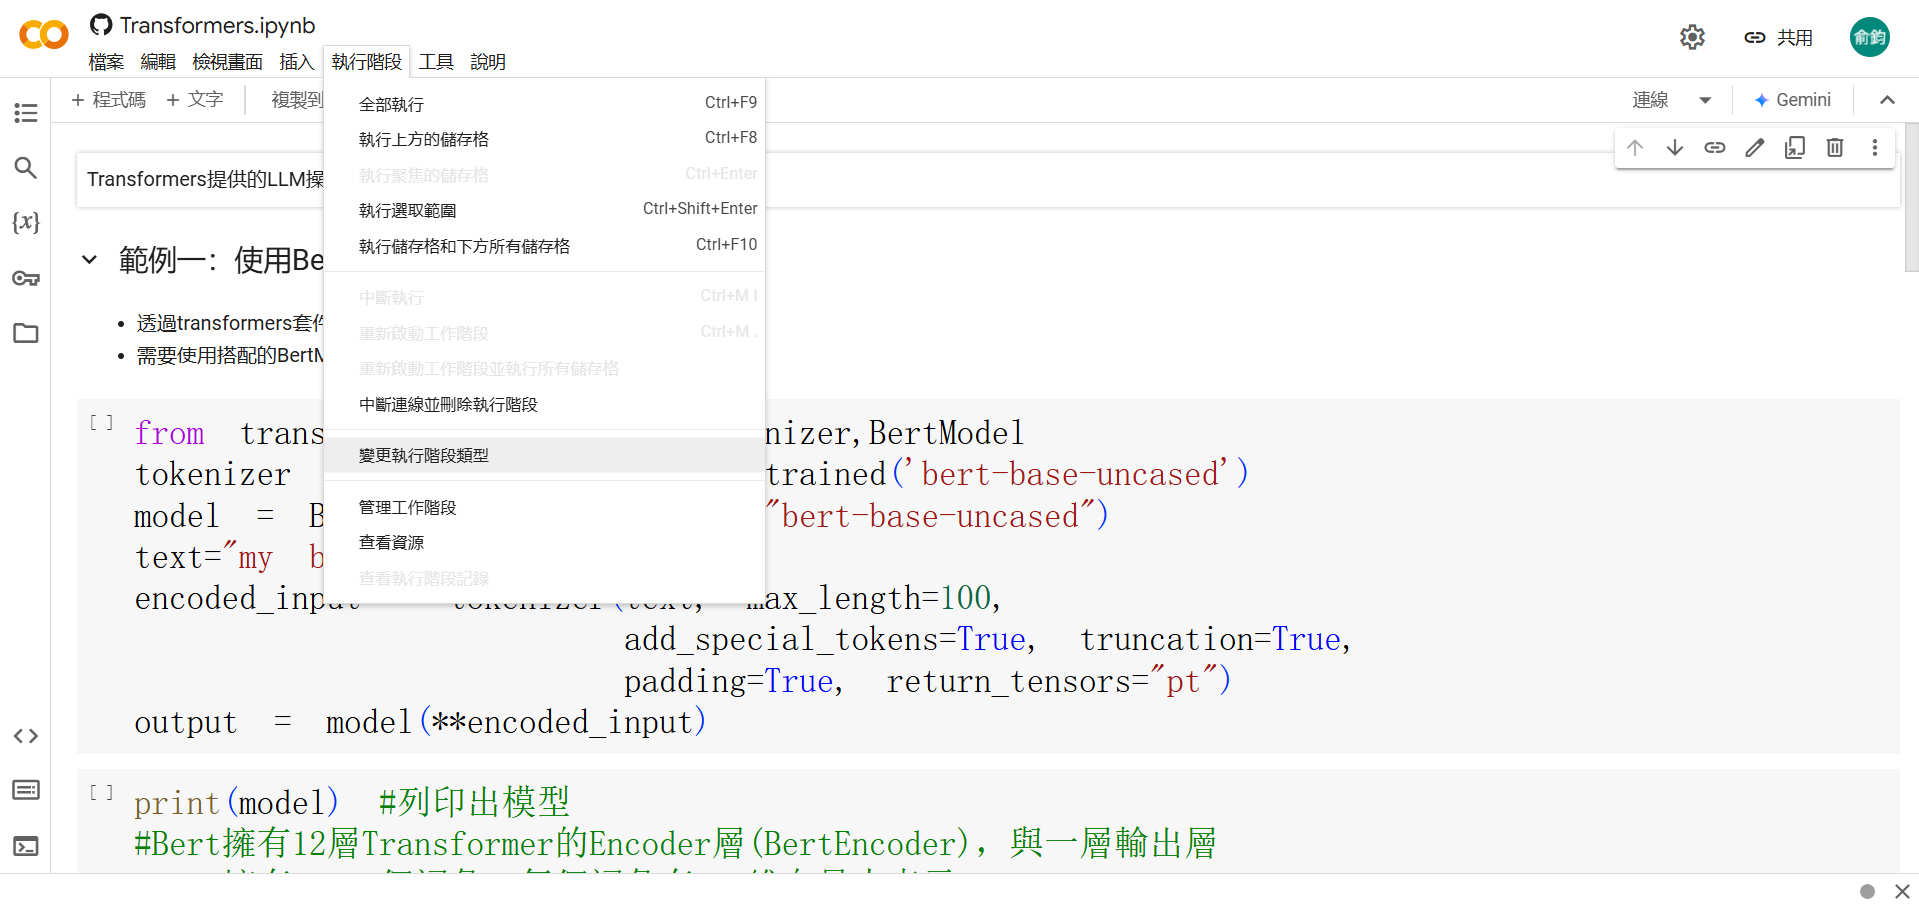 Transformers.ipynb
檔案 編輯 檢視畫面 插入 執行階段 工具 說明
共用
俞鈞
+ 程式碼 + 文字 複製到
連線 Gemini
全部執行 Ctrl+F9
執行上方的儲存格 Ctrl+F8
執行聚焦的儲存格 Ctrl+Enter
執行選取範圍 Ctrl+Shift+Enter
執行儲存格和下方所有儲存格 Ctrl+F10
中斷執行 Ctrl+M I
重新啟動工作階段 Ctrl+M .
重新啟動工作階段並執行所有儲存格
中斷連線並刪除執行階段
變更執行階段類型
管理工作階段
查看資源
查看執行階段記錄
Transformers提供的LLM操
範例一：使用Be
透過transformers套件
需要使用搭配的BertM
[ ] from trans nizer,BertModel
tokenizer trained('bert-base-uncased')
model = B "bert-base-uncased")
text="my b
encoded_input tokenizer(text, max_length=100,
add_special_tokens=True, truncation=True,
padding=True, return_tensors="pt")
output = model(**encoded_input)
[ ] print(model) #列印出模型
#Bert擁有12層Transformer的Encoder層(BertEncoder)，與一層輸出層